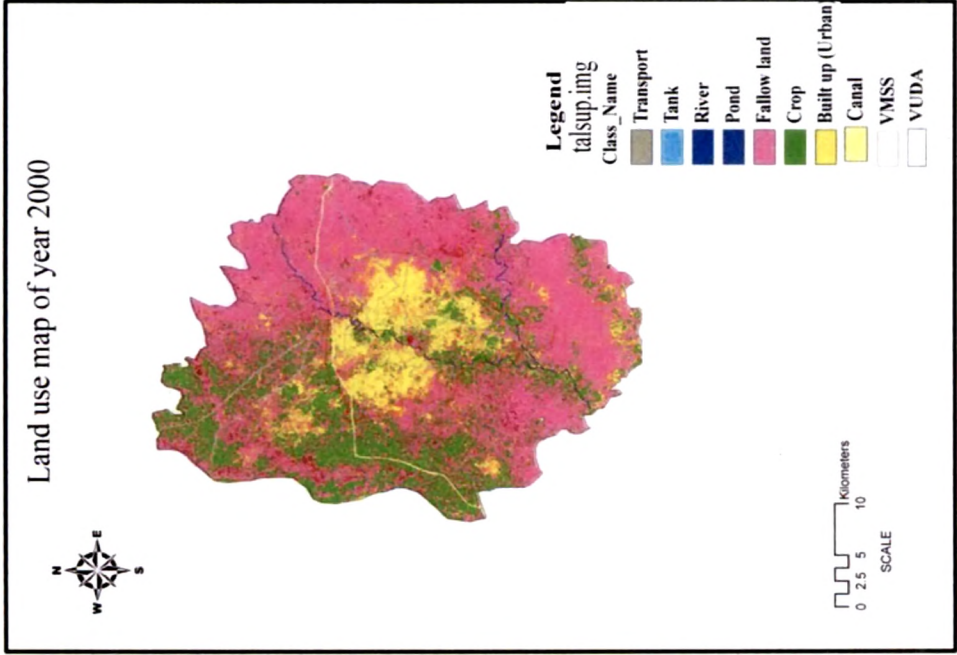 Land use map of year 2000
N
W E
S
Legend
talsup.img
Class_Name
Transport
Tank
River
Pond
Fallow land
Crop
Built up (Urban)
Canal
VMSS
VUDA
Kilometers
0 2.5 5 10
SCALE